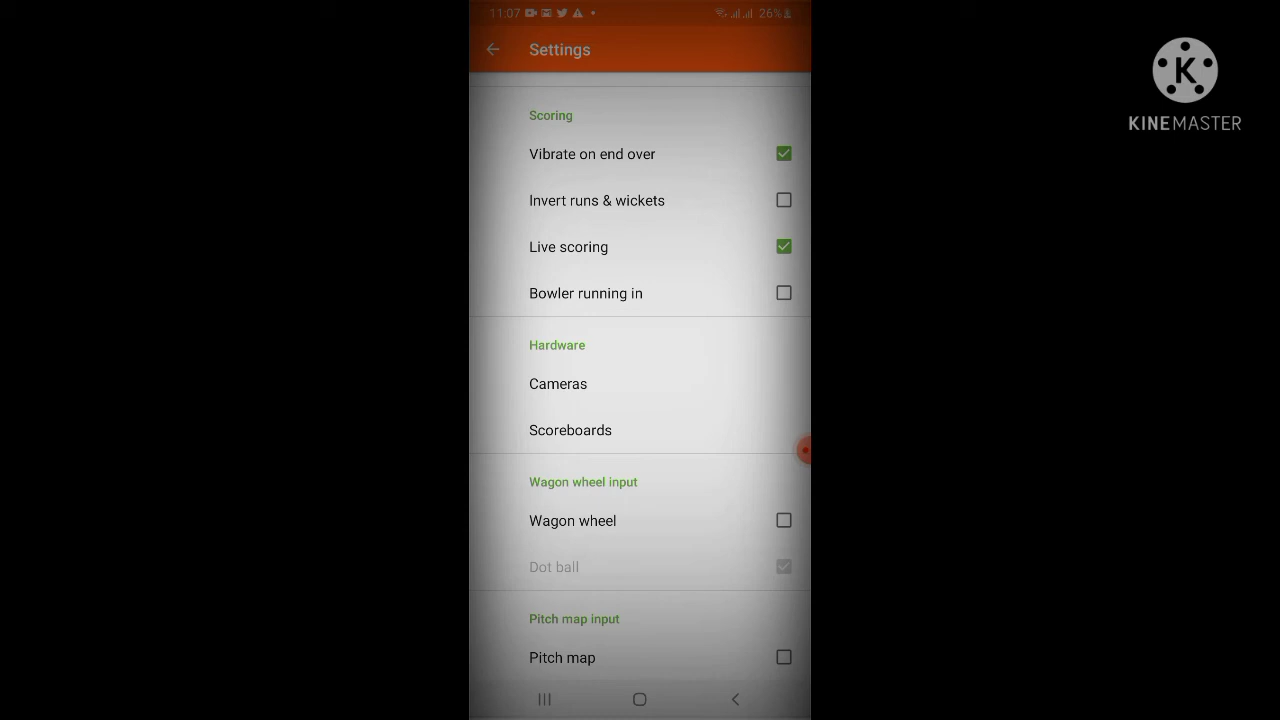 11:07
26%
Settings
K
KINEMASTER
Scoring
Vibrate on end over
Invert runs & wickets
Live scoring
Bowler running in
Hardware
Cameras
Scoreboards
Wagon wheel input
Wagon wheel
Dot ball
Pitch map input
Pitch map